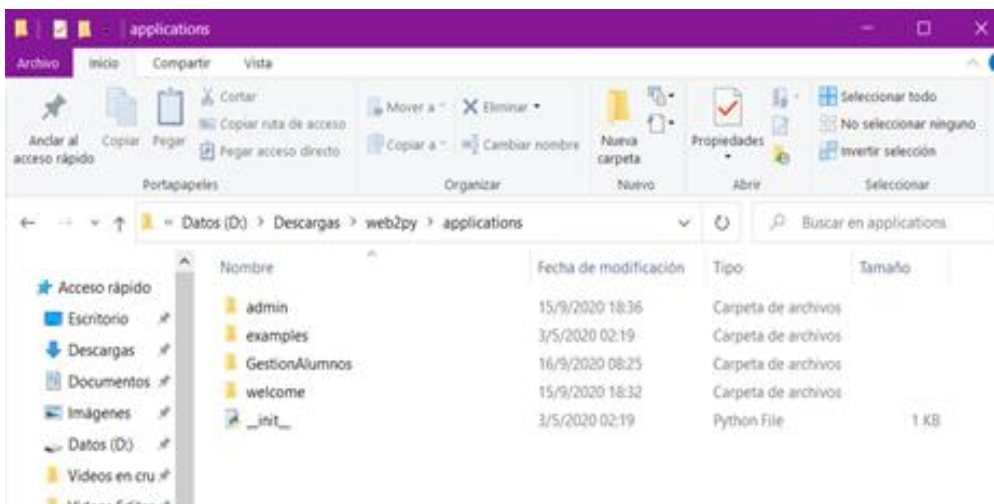 applications
Archivo Inicio Compartir Vista
Anclar al acceso rápido
Copiar
Pegar
Cortar
Copiar ruta de acceso
Pegar acceso directo
Portapapeles
Mover a
Copiar a
Eliminar
Cambiar nombre
Organizar
Nueva carpeta
Nuevo
Propiedades
Abrir
Seleccionar todo
No seleccionar ninguno
Invertir selección
Seleccionar
« Datos (D:) > Descargas > web2py > applications
Buscar en applications
Acceso rápido
Escritorio
Descargas
Documentos
Imágenes
Datos (D:)
Videos en cru
Nombre Fecha de modificación Tipo Tamaño
admin 15/9/2020 18:36 Carpeta de archivos
examples 3/5/2020 02:19 Carpeta de archivos
GestionAlumnos 16/9/2020 08:25 Carpeta de archivos
welcome 15/9/2020 18:32 Carpeta de archivos
__init__ 3/5/2020 02:19 Python File 1 KB